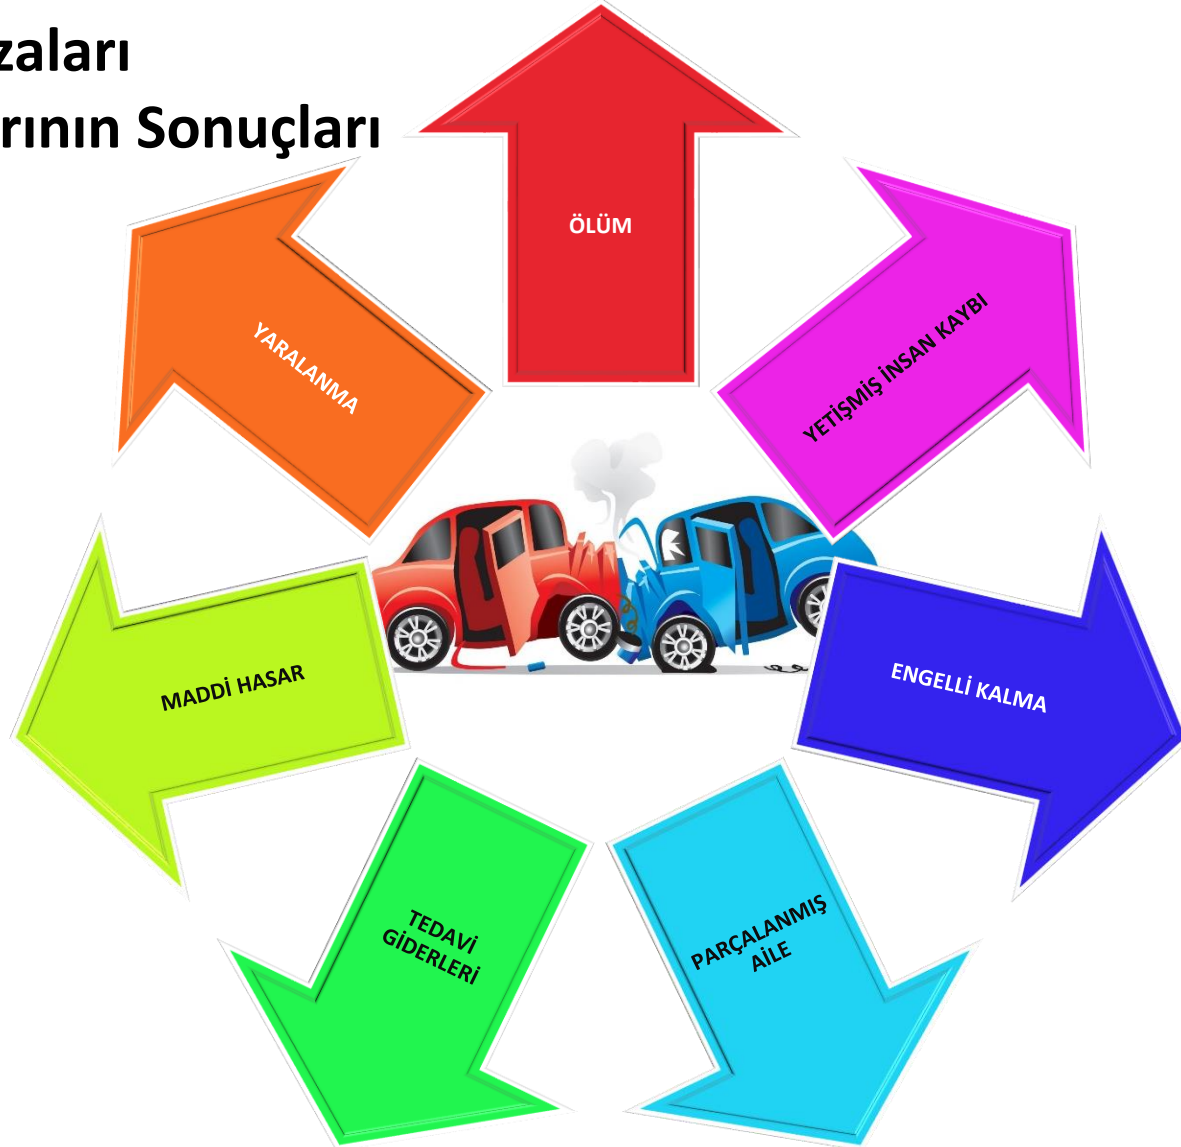 zaları
rının Sonuçları
ÖLÜM
YETİŞMİŞ İNSAN KAYBI
ENGELLİ KALMA
PARÇALANMIŞ
AİLE
TEDAVİ
GİDERLERİ
MADDİ HASAR
YARALANMA